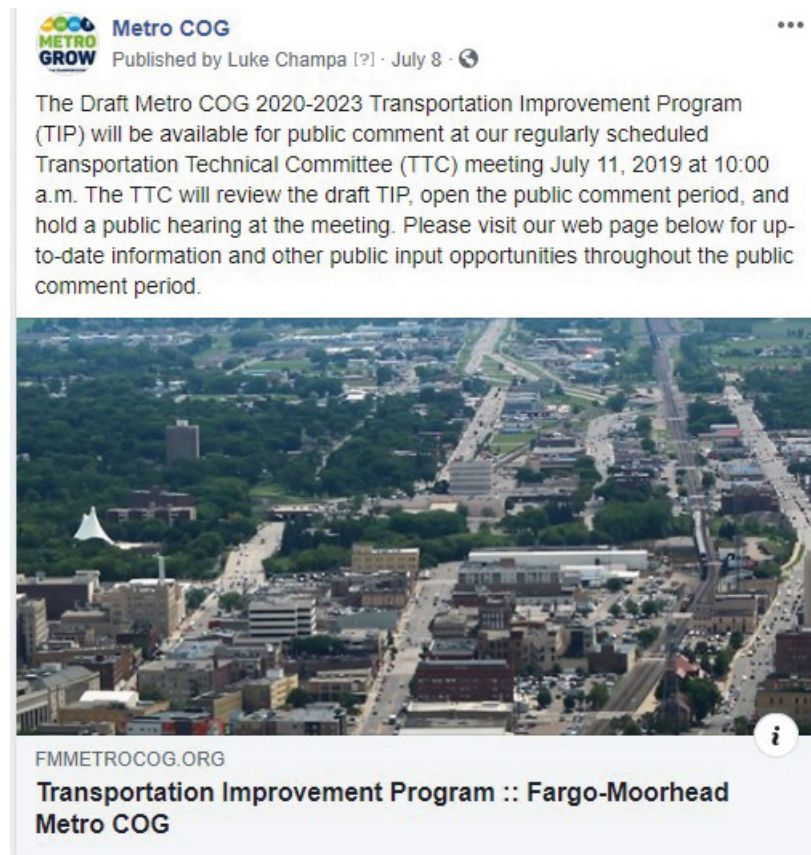 METRO
GROW
Metro COG
Published by Luke Champa [?] · July 8 ·
The Draft Metro COG 2020-2023 Transportation Improvement Program
(TIP) will be available for public comment at our regularly scheduled
Transportation Technical Committee (TTC) meeting July 11, 2019 at 10:00
a.m. The TTC will review the draft TIP, open the public comment period, and
hold a public hearing at the meeting. Please visit our web page below for up-
to-date information and other public input opportunities throughout the public
comment period.
i
FMMETROCOG.ORG
Transportation Improvement Program :: Fargo-Moorhead
Metro COG